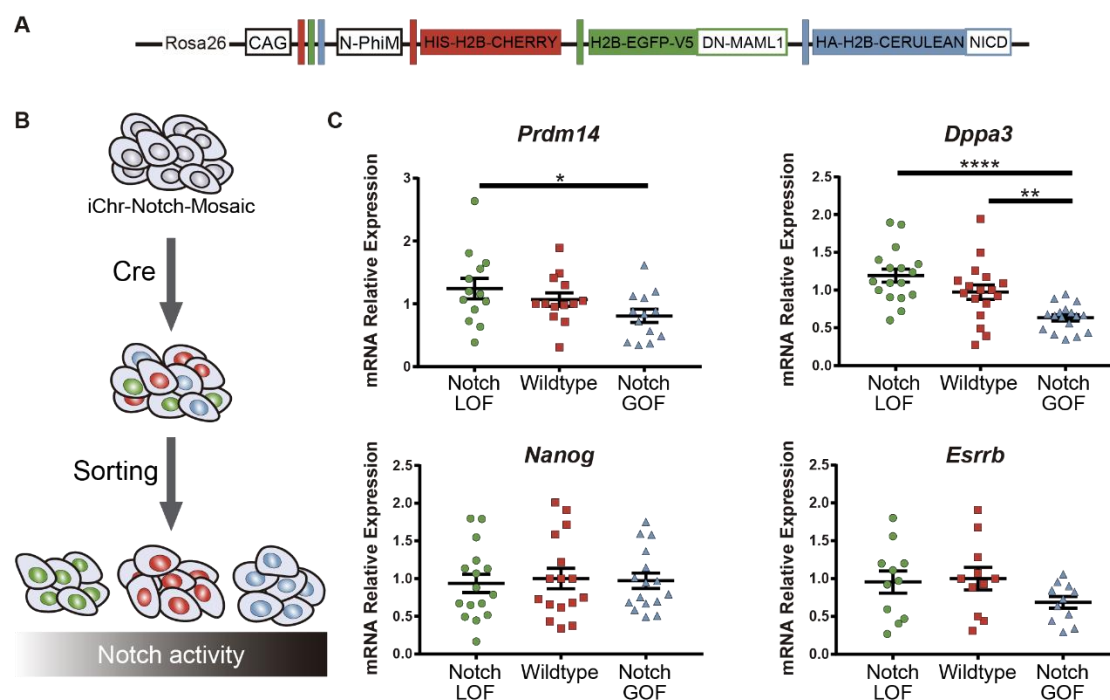 A
Rosa26 CAG N-PhiM HIS-H2B-CHERRY H2B-EGFP-V5 DN-MAML1 HA-H2B-CERULEAN NICD
B
iChr-Notch-Mosaic
Cre
Sorting
Notch activity
C
Prdm14
mRNA Relative Expression
3
2
1
0
*
Notch LOF
Wildtype
Notch GOF
Dppa3
mRNA Relative Expression
2.5
2.0
1.5
1.0
0.5
0.0
****
**
Notch LOF
Wildtype
Notch GOF
Nanog
mRNA Relative Expression
2.5
2.0
1.5
1.0
0.5
0.0
Notch LOF
Wildtype
Notch GOF
Esrrb
mRNA Relative Expression
2.5
2.0
1.5
1.0
0.5
0.0
Notch LOF
Wildtype
Notch GOF